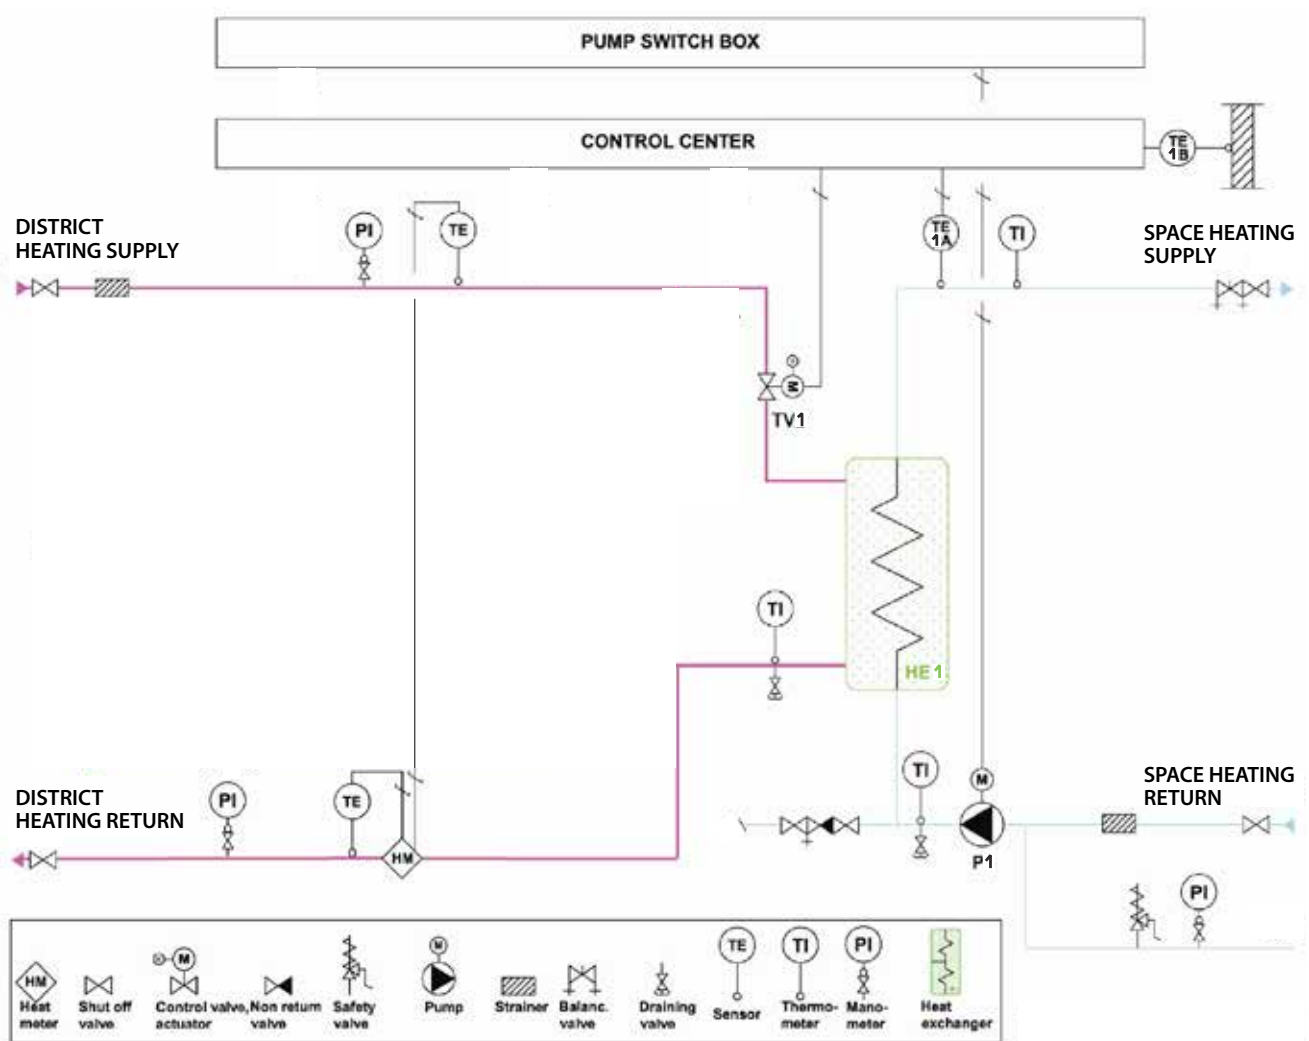 PUMP SWITCH BOX
CONTROL CENTER
TE
1B
DISTRICT
HEATING SUPPLY
PI
TE
TE
1A
TI
SPACE HEATING
SUPPLY
M
TV1
TI
HE 1
DISTRICT
HEATING RETURN
PI
TE
HM
TI
M
P1
SPACE HEATING
RETURN
PI
HM
Heat
meter
Shut off
valve
M
Control valve,
actuator
Non return
valve
Safety
valve
M
Pump
Strainer
Balanc.
valve
Draining
valve
TE
Sensor
TI
Thermo-
meter
PI
Mano-
meter
Heat
exchanger